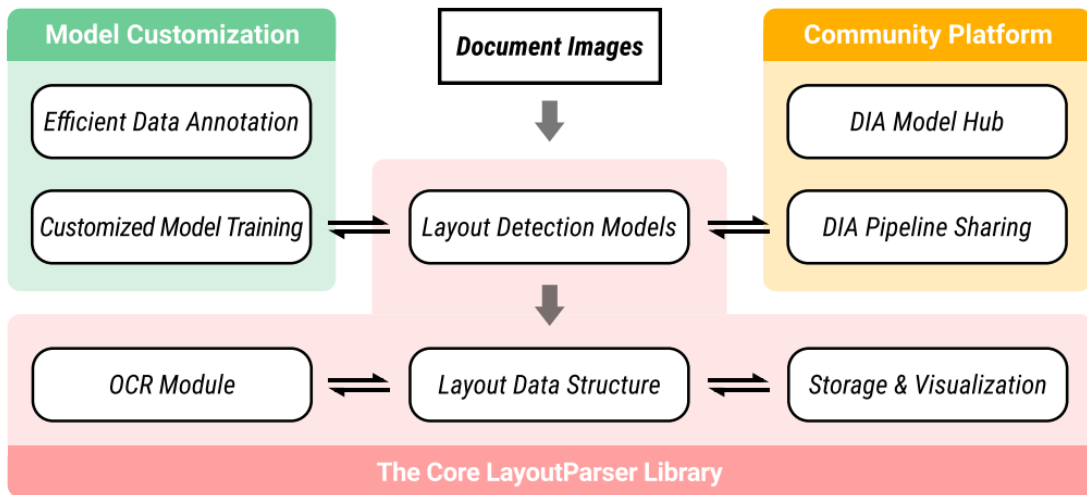 Model Customization
Efficient Data Annotation
Customized Model Training
Document Images
Layout Detection Models
Community Platform
DIA Model Hub
DIA Pipeline Sharing
OCR Module
Layout Data Structure
Storage & Visualization
The Core LayoutParser Library